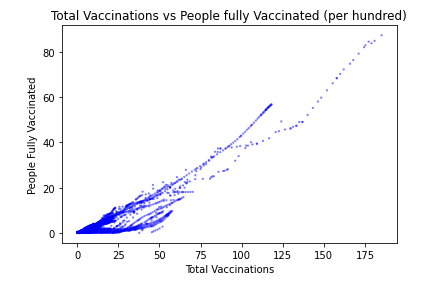 Total Vaccinations vs People fully Vaccinated (per hundred)
80
60
40
20
0
People Fully Vaccinated
0 25 50 75 100 125 150 175
Total Vaccinations